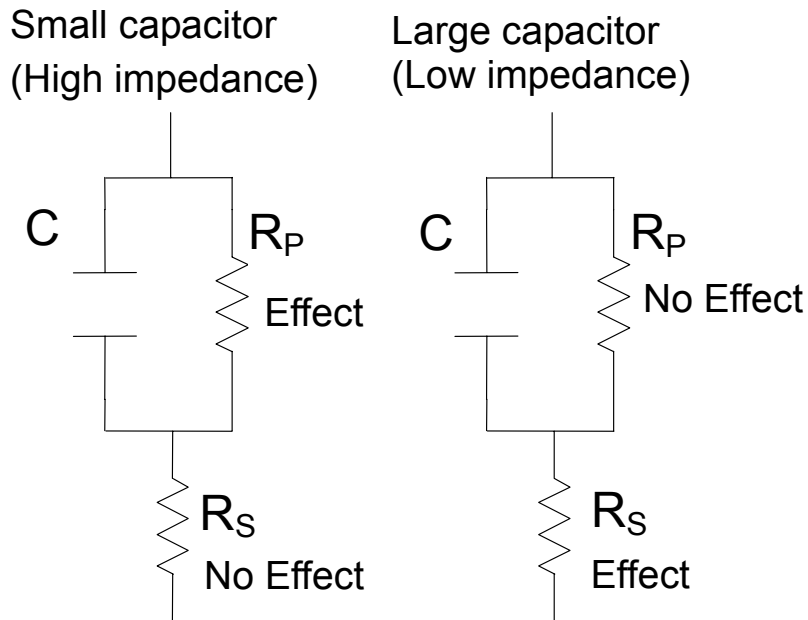 Small capacitor
(High impedance)
C
RP
Effect
RS
No Effect
Large capacitor
(Low impedance)
C
RP
No Effect
RS
Effect